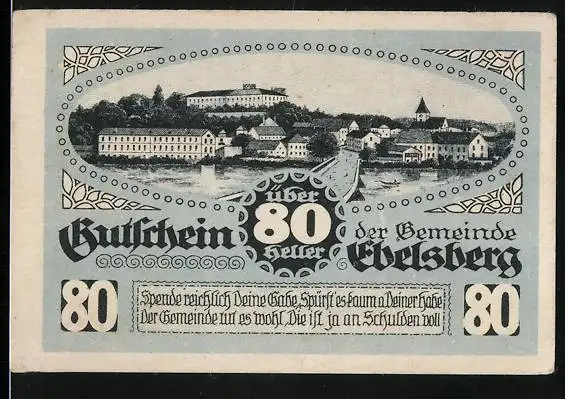 über
Gutschein 80 der Gemeinde
Heller Ebelsberg
80 Spende reichlich Deine Gabe, Spürst es kaum a Deiner Habe 80
Der Gemeinde tut es wohl, Die ist ja an Schulden voll